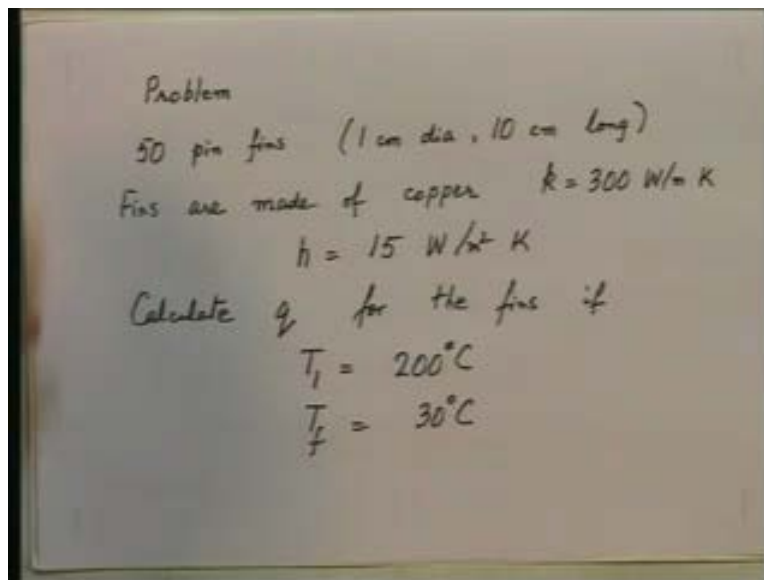 Problem
50 pin fins (1 cm dia, 10 cm long)
Fins are made of copper k = 300 W/m K
h = 15 W/m² K
Calculate q for the fins if
T₁ = 200°C
T_f = 30°C